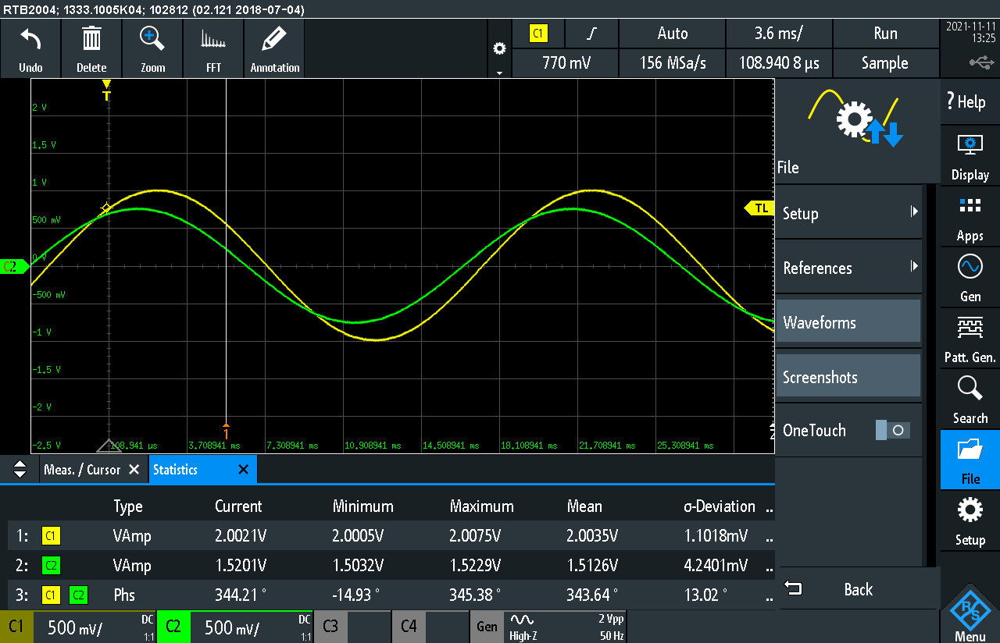 RTB2004; 1333.1005K04; 102812 (02.121 2018-07-04)
Undo
Delete
Zoom
FFT
Annotation
C1
Auto
3.6 ms/
Run
770 mV
156 MSa/s
108.940 8 µs
Sample
2021-11-11
13:25
T
2 V
1.5 V
1 V
500 mV
0 V
-500 mV
-1 V
-1.5 V
-2 V
-2.5 V
C2
TL
1
2
108.941 µs
3.708941 ms
7.308941 ms
10.908941 ms
14.508941 ms
18.108941 ms
21.708941 ms
25.308941 ms
File
Setup
References
Waveforms
Screenshots
OneTouch
Back
? Help
Display
Apps
Gen
Patt. Gen.
Search
File
Setup
R&S
Menu
Meas. / Cursor
Statistics
Type Current Minimum Maximum Mean σ-Deviation ..
1: C1 VAmp 2.0021V 2.0005V 2.0075V 2.0035V 1.1018mV ..
2: C2 VAmp 1.5201V 1.5032V 1.5229V 1.5126V 4.2401mV ..
3: C1 C2 Phs 344.21 ° -14.93 ° 345.38 ° 343.64 ° 13.02 ° ..
C1 500 mV/ DC 1:1
C2 500 mV/ DC 1:1
C3
C4
Gen High-Z 2 Vpp 50 Hz